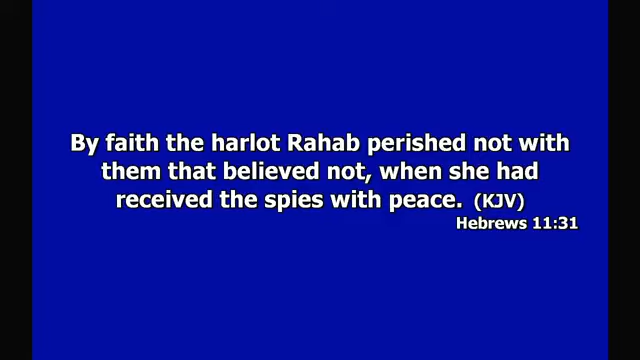 By faith the harlot Rahab perished not with
them that believed not, when she had
received the spies with peace. (KJV)
Hebrews 11:31